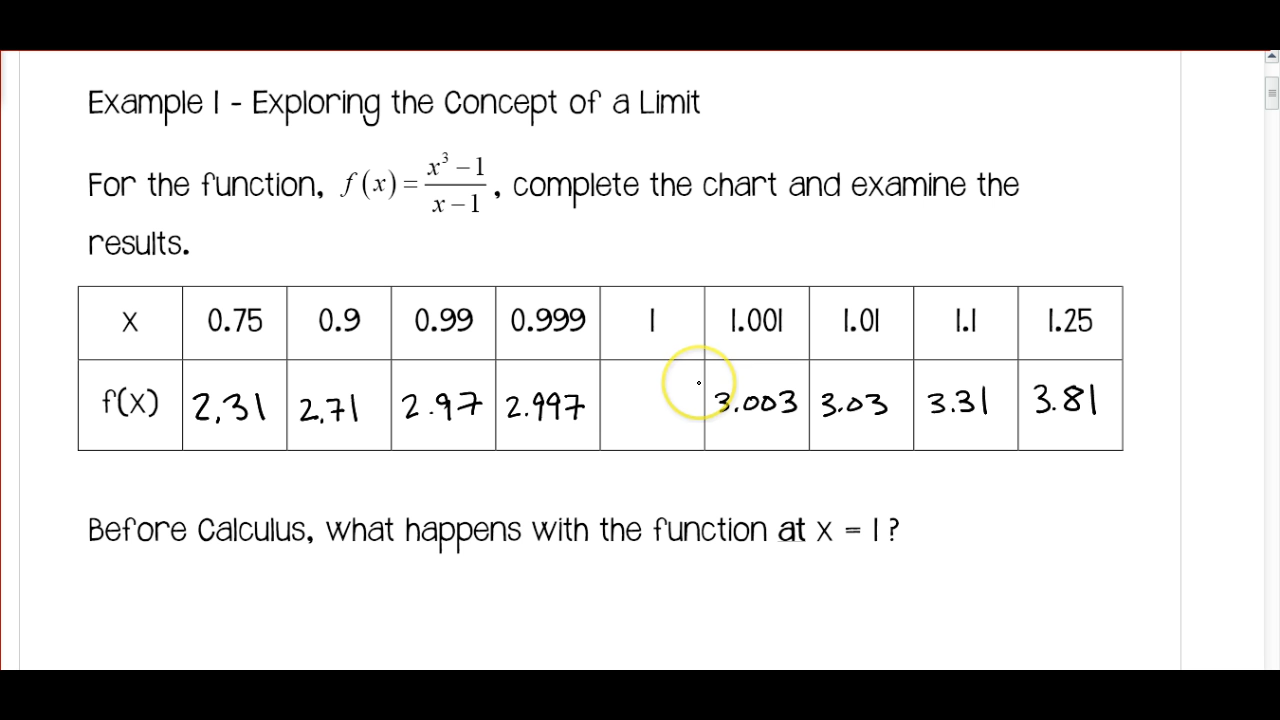 Example 1 - Exploring the Concept of a Limit
For the function, f(x) = (x³ − 1)/(x − 1), complete the chart and examine the
results.
x 0.75 0.9 0.99 0.999 1 1.001 1.01 1.1 1.25
f(x) 2.31 2.71 2.97 2.997 3.003 3.03 3.31 3.81
Before Calculus, what happens with the function at x = 1?